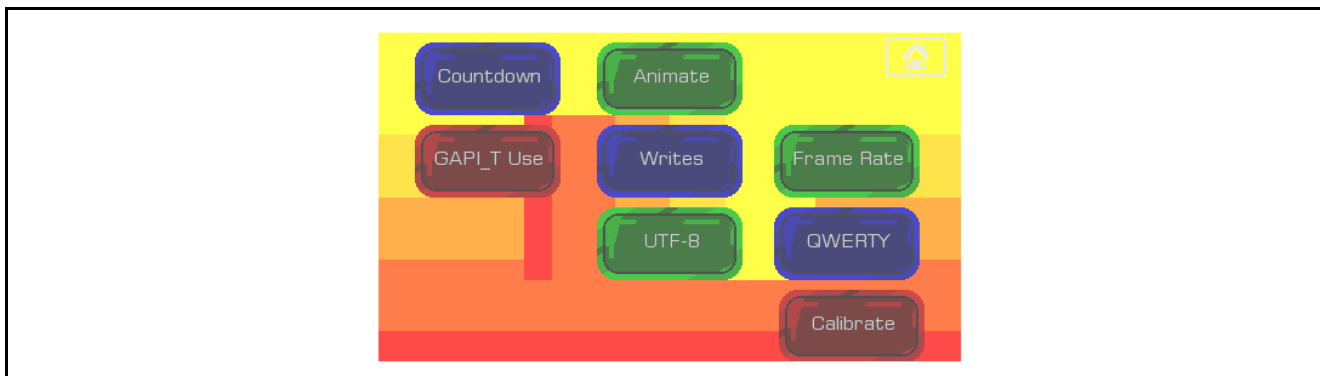 Countdown
Animate
GAPI_T Use
Writes
Frame Rate
UTF-8
QWERTY
Calibrate